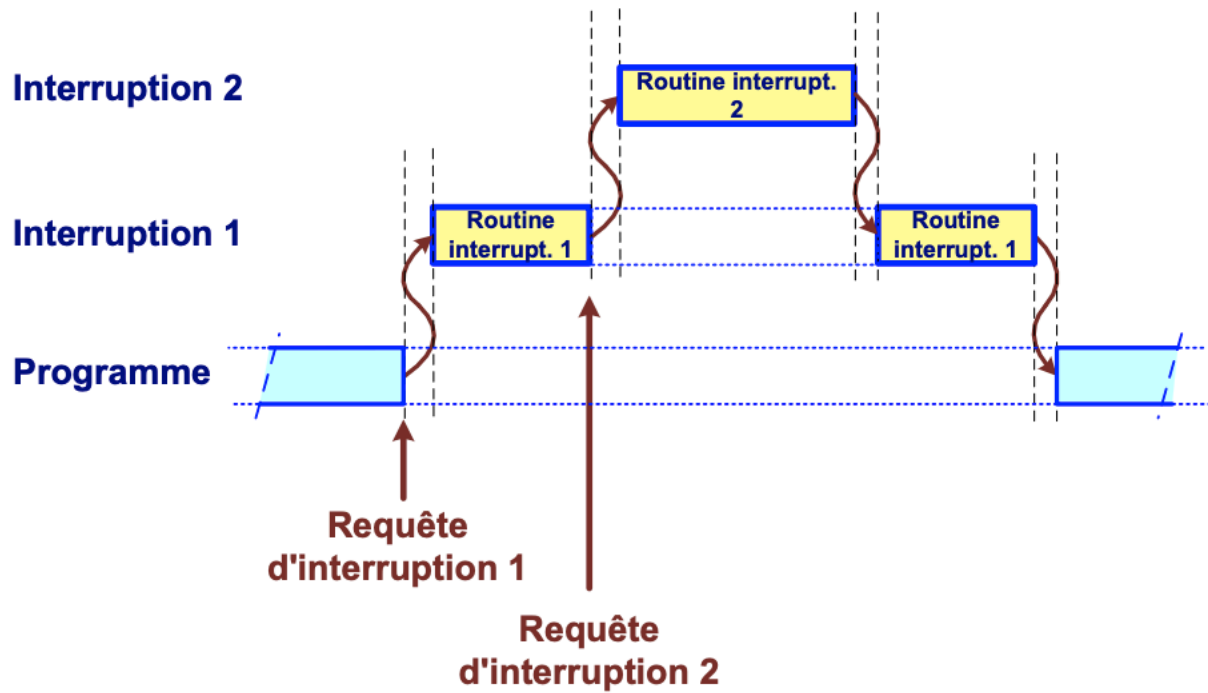 Interruption 2
Routine interrupt.
2
Interruption 1
Routine
interrupt. 1
Routine
interrupt. 1
Programme
Requête
d'interruption 1
Requête
d'interruption 2